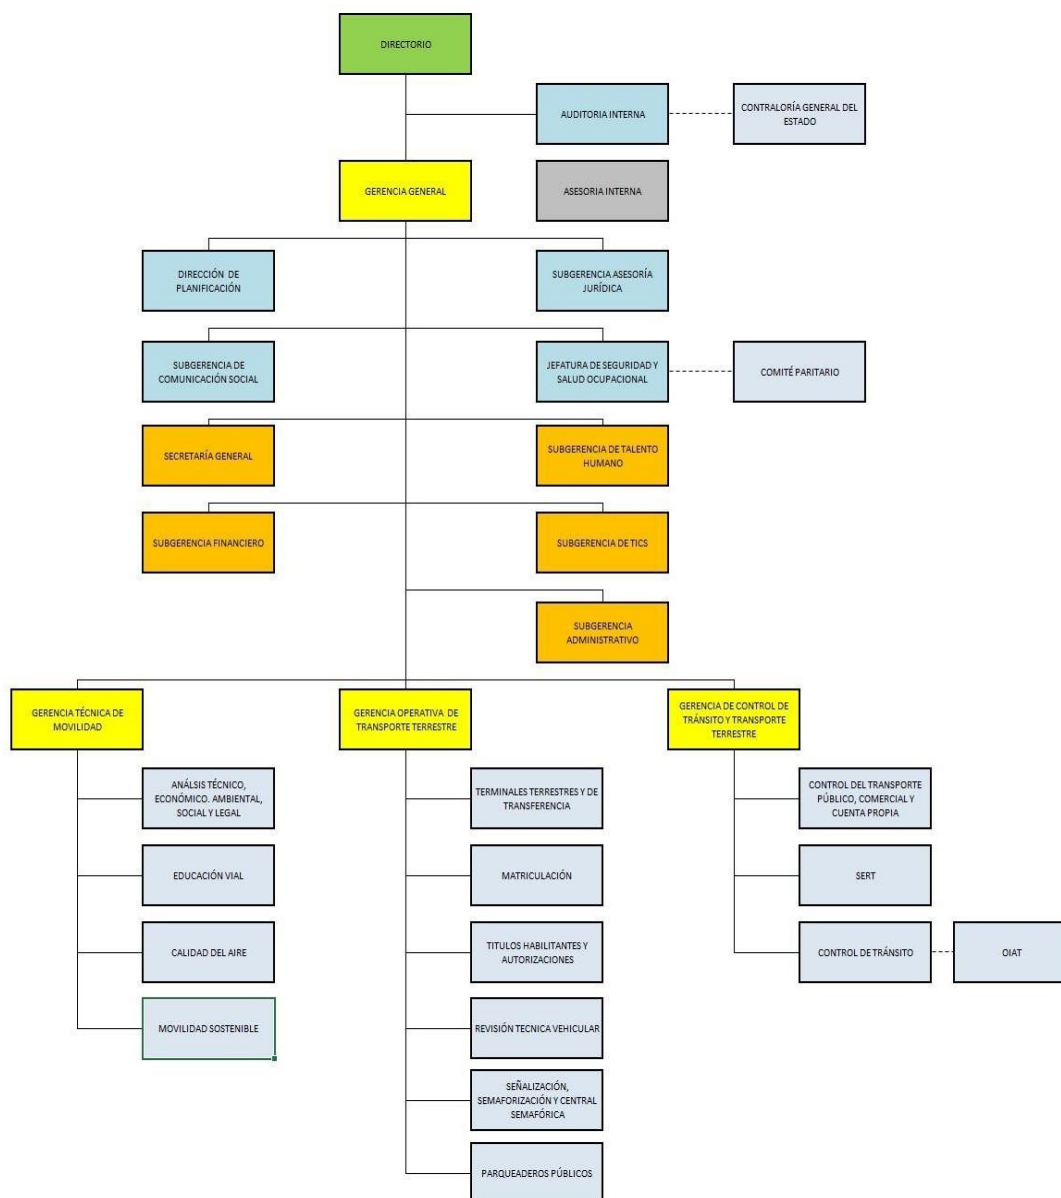 DIRECTORIO
AUDITORIA INTERNA
CONTRALORÍA GENERAL DEL
ESTADO
GERENCIA GENERAL
ASESORIA INTERNA
DIRECCIÓN DE
PLANIFICACIÓN
SUBGERENCIA ASESORÍA
JURÍDICA
SUBGERENCIA DE
COMUNICACIÓN SOCIAL
JEFATURA DE SEGURIDAD Y
SALUD OCUPACIONAL
COMITÉ PARITARIO
SECRETARÍA GENERAL
SUBGERENCIA DE TALENTO
HUMANO
SUBGERENCIA FINANCIERO
SUBGERENCIA DE TICS
SUBGERENCIA
ADMINISTRATIVO
GERENCIA TÉCNICA DE
MOVILIDAD
GERENCIA OPERATIVA DE
TRANSPORTE TERRESTRE
GERENCIA DE CONTROL DE
TRÁNSITO Y TRANSPORTE
TERRESTRE
ANÁLSIS TÉCNICO,
ECONÓMICO. AMBIENTAL,
SOCIAL Y LEGAL
TERMINALES TERRESTRES Y DE
TRANSFERENCIA
CONTROL DEL TRANSPORTE
PÚBLICO, COMERCIAL Y
CUENTA PROPIA
EDUCACIÓN VIAL
MATRICULACIÓN
SERT
CALIDAD DEL AIRE
TITULOS HABILITANTES Y
AUTORIZACIONES
CONTROL DE TRÁNSITO
OIAT
MOVILIDAD SOSTENIBLE
REVISIÓN TECNICA VEHICULAR
SEÑALIZACIÓN,
SEMAFORIZACIÓN Y CENTRAL
SEMAFÓRICA
PARQUEADEROS PÚBLICOS